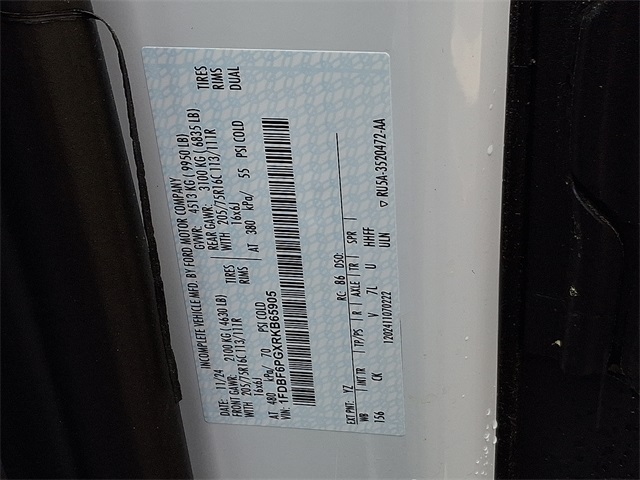 INCOMPLETE VEHICLE MFD. BY FORD MOTOR COMPANY
11/24 GVWR: 4513 KG ( 9950 LB)
FRONT GAWR: 2100 KG ( 4630 LB) REAR GAWR: 3100 KG ( 6835 LB)
WITH 205/75R16C 113/111R TIRES WITH 205/75R16C 113/111R TIRES
16x6J RIMS 16x6J RIMS
AT 480 kPa/ 70 PSI COLD AT 380 kPa/ 55 PSI COLD DUAL
VIN: 1FDBF6PGXRKB65905
EXT PNT: YZ RC: B6 DSO:
WB INT TR TP/PS R AXLE TR SPR
156 CK V 7L U HHFF
1202411070222 ULN
▽ RU5A-3520472-AA